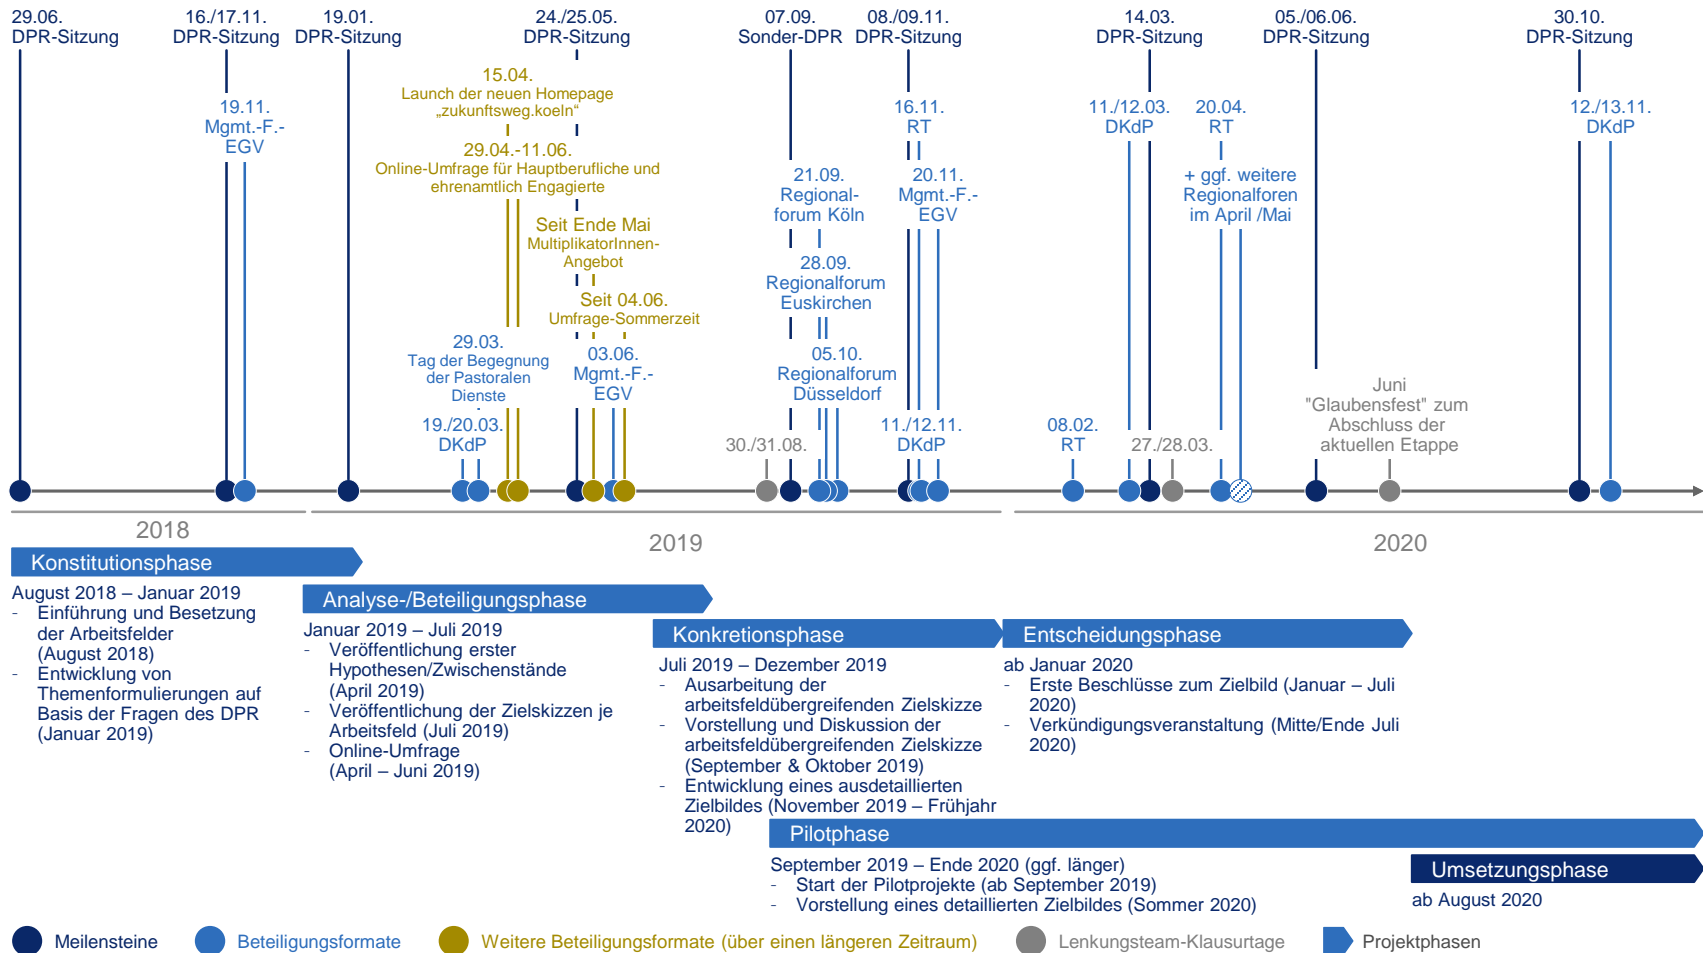 29.06.
DPR-Sitzung
16./17.11.
DPR-Sitzung
19.01.
DPR-Sitzung
24./25.05.
DPR-Sitzung
07.09.
Sonder-DPR
08./09.11.
DPR-Sitzung
14.03.
DPR-Sitzung
05./06.06.
DPR-Sitzung
30.10.
DPR-Sitzung
19.11.
Mgmt.-F.-
EGV
15.04.
Launch der neuen Homepage
„zukunftsweg.koeln“
29.04.-11.06.
Online-Umfrage für Hauptberufliche und
ehrenamtlich Engagierte
Seit Ende Mai
MultiplikatorInnen-
Angebot
Seit 04.06.
Umfrage-Sommerzeit
29.03.
Tag der Begegnung
der Pastoralen
Dienste
19./20.03.
DKdP
03.06.
Mgmt.-F.-
EGV
21.09.
Regional-
forum Köln
28.09.
Regionalforum
Euskirchen
05.10.
Regionalforum
Düsseldorf
30./31.08.
16.11.
RT
20.11.
Mgmt.-F.-
EGV
11./12.11.
DKdP
08.02.
RT
11./12.03.
DKdP
27./28.03.
20.04.
RT
+ ggf. weitere
Regionalforen
im April /Mai
Juni
"Glaubensfest" zum
Abschluss der
aktuellen Etappe
12./13.11.
DKdP
2018
2019
2020
Konstitutionsphase
August 2018 – Januar 2019
- Einführung und Besetzung
der Arbeitsfelder
(August 2018)
- Entwicklung von
Themenformulierungen auf
Basis der Fragen des DPR
(Januar 2019)
Analyse-/Beteiligungsphase
Januar 2019 – Juli 2019
- Veröffentlichung erster
Hypothesen/Zwischenstände
(April 2019)
- Veröffentlichung der Zielskizzen je
Arbeitsfeld (Juli 2019)
- Online-Umfrage
(April – Juni 2019)
Konkretionsphase
Juli 2019 – Dezember 2019
- Ausarbeitung der
arbeitsfeldübergreifenden Zielskizze
- Vorstellung und Diskussion der
arbeitsfeldübergreifenden Zielskizze
(September & Oktober 2019)
- Entwicklung eines ausdetaillierten
Zielbildes (November 2019 – Frühjahr
2020)
Entscheidungsphase
ab Januar 2020
- Erste Beschlüsse zum Zielbild (Januar – Juli
2020)
- Verkündigungsveranstaltung (Mitte/Ende Juli
2020)
Pilotphase
September 2019 – Ende 2020 (ggf. länger)
- Start der Pilotprojekte (ab September 2019)
- Vorstellung eines detaillierten Zielbildes (Sommer 2020)
Umsetzungsphase
ab August 2020
Meilensteine
Beteiligungsformate
Weitere Beteiligungsformate (über einen längeren Zeitraum)
Lenkungsteam-Klausurtage
Projektphasen